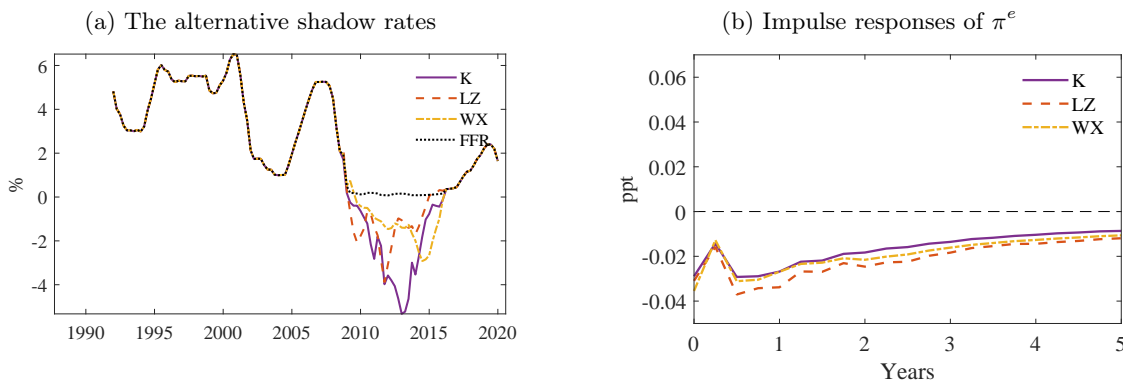 (a) The alternative shadow rates
6
4
2
0
-2
-4
%
1990 1995 2000 2005 2010 2015 2020
K
LZ
WX
FFR
(b) Impulse responses of π^e
0.06
0.04
0.02
0
-0.02
-0.04
ppt
0 1 2 3 4 5
Years
K
LZ
WX